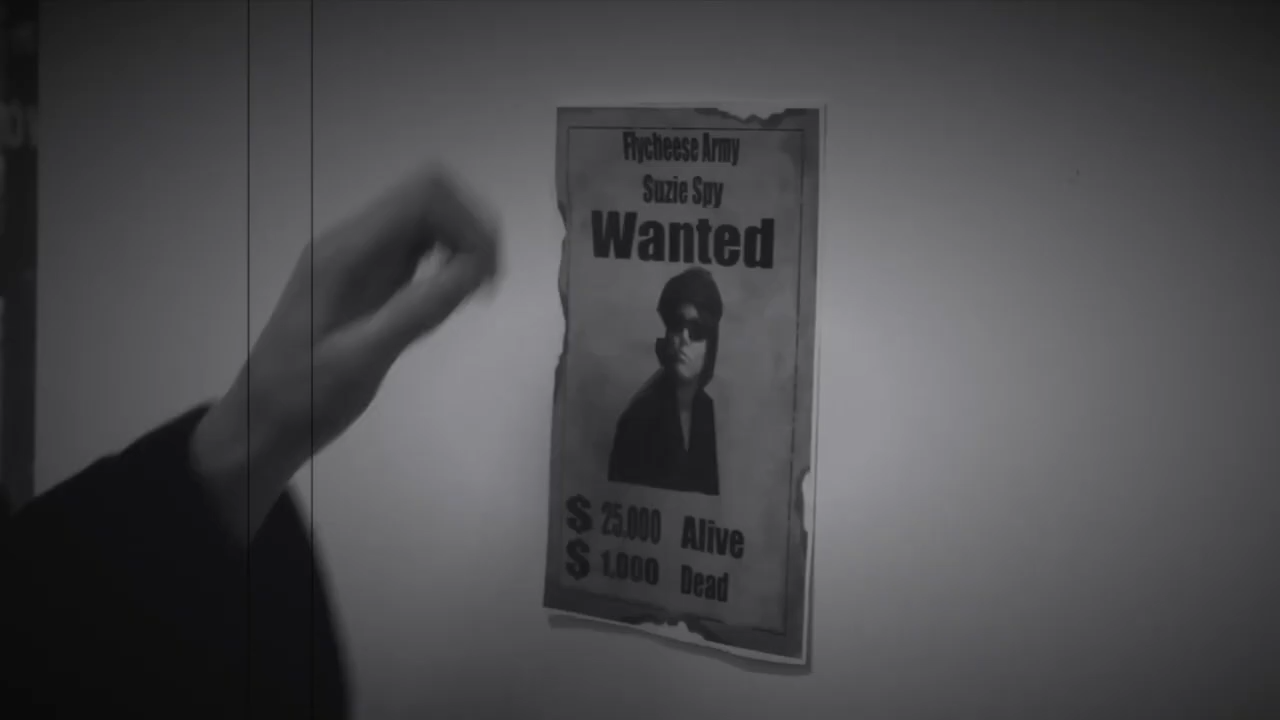 Flycheese Army
Suzie Spy
Wanted
$ 25.000 Alive
$ 1.000 Dead